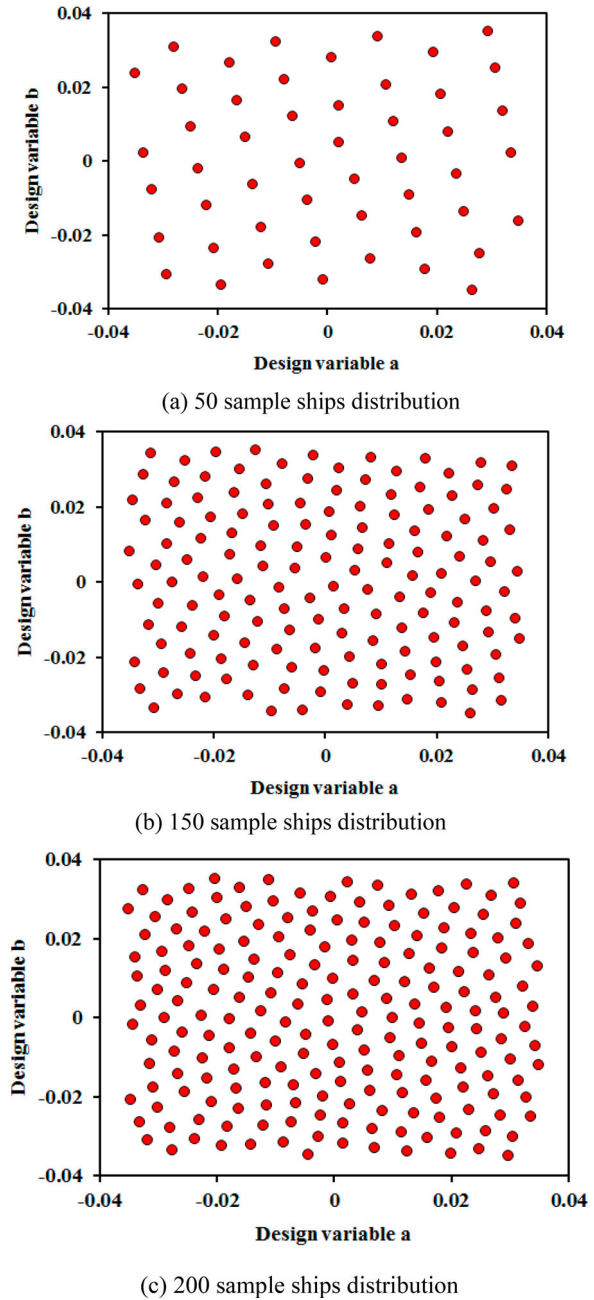 0.04
0.02
0
-0.02
-0.04
Design variable b
-0.04 -0.02 0 0.02 0.04
Design variable a
(a) 50 sample ships distribution
0.04
0.02
0
-0.02
-0.04
Design variable b
-0.04 -0.02 0 0.02 0.04
Design variable a
(b) 150 sample ships distribution
0.04
0.02
0
-0.02
-0.04
Design variable b
-0.04 -0.02 0 0.02 0.04
Design variable a
(c) 200 sample ships distribution